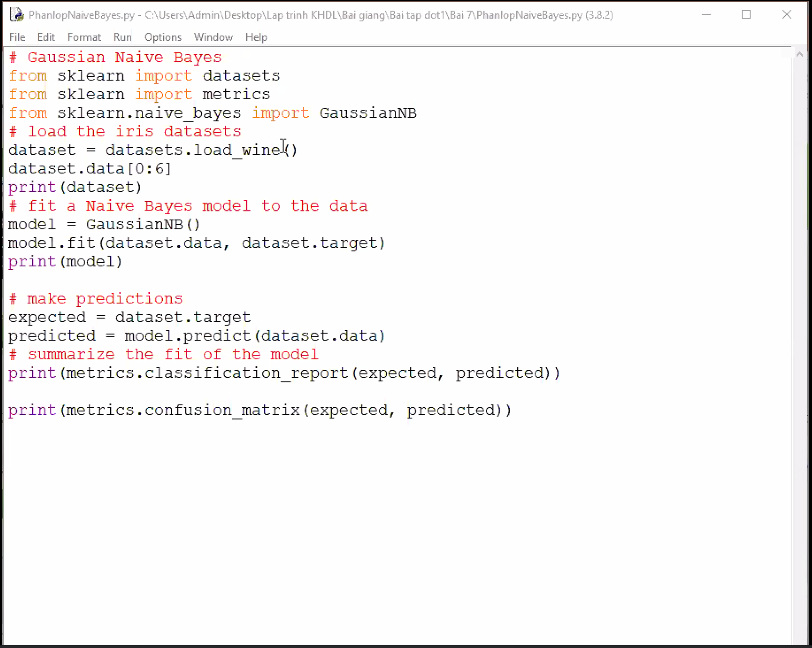 PhanlopNaiveBayes.py - C:\Users\Admin\Desktop\Lap trinh KHDL\Bai giang\Bai tap dot1\Bai 7\PhanlopNaiveBayes.py (3.8.2)
File Edit Format Run Options Window Help
# Gaussian Naive Bayes
from sklearn import datasets
from sklearn import metrics
from sklearn.naive_bayes import GaussianNB
# load the iris datasets
dataset = datasets.load_wine()
dataset.data[0:6]
print(dataset)
# fit a Naive Bayes model to the data
model = GaussianNB()
model.fit(dataset.data, dataset.target)
print(model)
# make predictions
expected = dataset.target
predicted = model.predict(dataset.data)
# summarize the fit of the model
print(metrics.classification_report(expected, predicted))
print(metrics.confusion_matrix(expected, predicted))